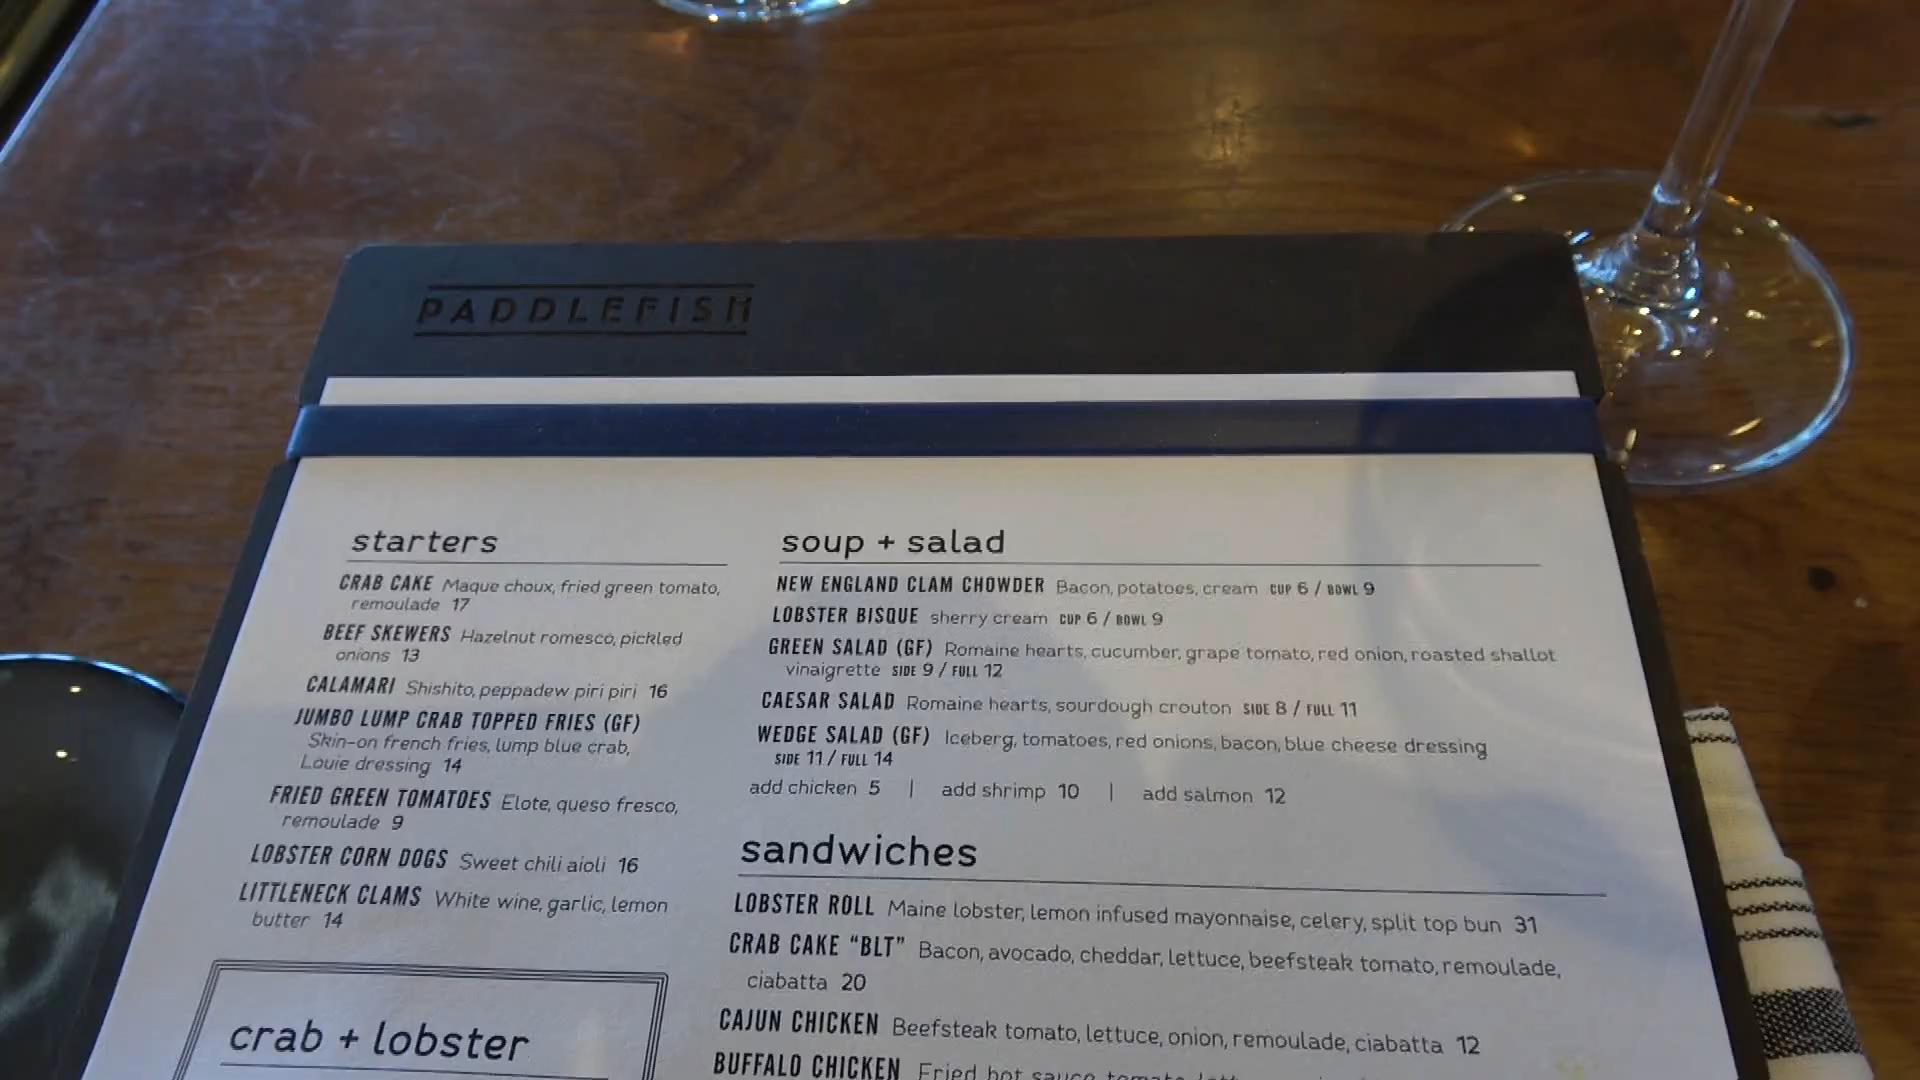 PADDLEFISH
starters
CRAB CAKE Maque choux, fried green tomato,
remoulade 17
BEEF SKEWERS Hazelnut romesco, pickled
onions 13
CALAMARI Shishito, peppadew piri piri 16
JUMBO LUMP CRAB TOPPED FRIES (GF)
Skin-on french fries, lump blue crab,
Louie dressing 14
FRIED GREEN TOMATOES Elote, queso fresco,
remoulade 9
LOBSTER CORN DOGS Sweet chili aioli 16
LITTLENECK CLAMS White wine, garlic, lemon
butter 14
crab + lobster
soup + salad
NEW ENGLAND CLAM CHOWDER Bacon, potatoes, cream CUP 6 / BOWL 9
LOBSTER BISQUE sherry cream CUP 6 / BOWL 9
GREEN SALAD (GF) Romaine hearts, cucumber, grape tomato, red onion, roasted shallot
vinaigrette SIDE 9 / FULL 12
CAESAR SALAD Romaine hearts, sourdough crouton SIDE 8 / FULL 11
WEDGE SALAD (GF) Iceberg, tomatoes, red onions, bacon, blue cheese dressing
SIDE 11 / FULL 14
add chicken 5 | add shrimp 10 | add salmon 12
sandwiches
LOBSTER ROLL Maine lobster, lemon infused mayonnaise, celery, split top bun 31
CRAB CAKE "BLT" Bacon, avocado, cheddar, lettuce, beefsteak tomato, remoulade,
ciabatta 20
CAJUN CHICKEN Beefsteak tomato, lettuce, onion, remoulade, ciabatta 12
BUFFALO CHICKEN Fried, hot sauce, tomato,